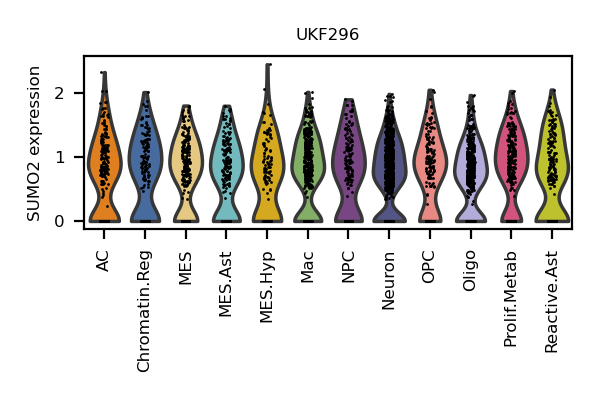 UKF296
SUMO2 expression
2
1
0
AC
Chromatin.Reg
MES
MES.Ast
MES.Hyp
Mac
NPC
Neuron
OPC
Oligo
Prolif.Metab
Reactive.Ast